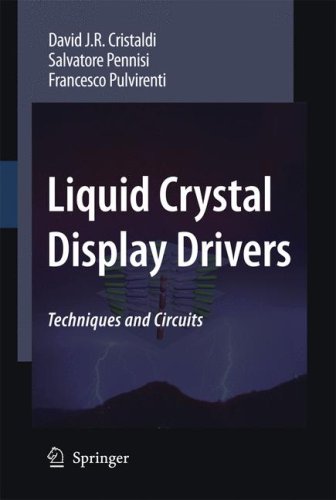 David J.R. Cristaldi
Salvatore Pennisi
Francesco Pulvirenti
Liquid Crystal
Display Drivers
Techniques and Circuits
Springer